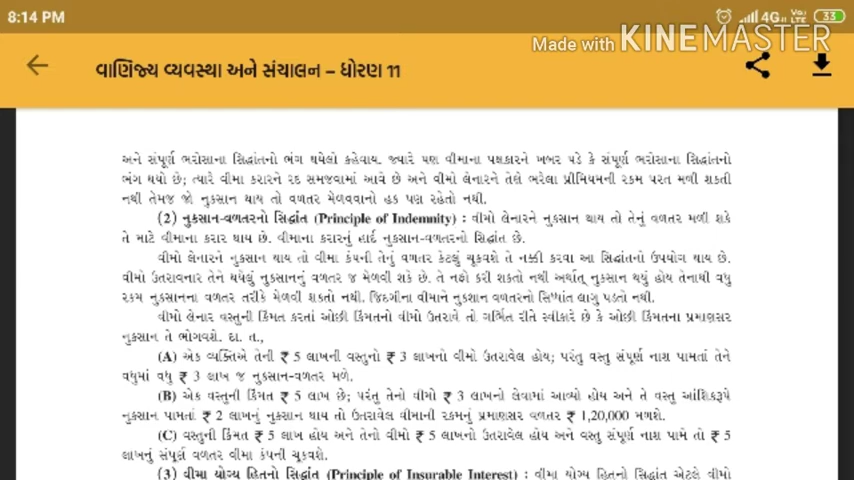 8:14 PM
4G VoLTE 33
Made with KINEMASTER
વાણિજ્ય વ્યવસ્થા અને સંચાલન – ધોરણ 11
અને સંપૂર્ણ ભરોસાના સિદ્ધાંતનો ભંગ થયેલો કહેવાય. જ્યારે પણ વીમાના પક્ષકારને ખબર પડે કે સંપૂર્ણ ભરોસાના સિદ્ધાંતનો
ભંગ થયો છે; ત્યારે વીમા કરારને રદ સમજવામાં આવે છે અને વીમો લેનારને તેણે ભરેલા પ્રીમિયમની રકમ પરત મળી શકતી
નથી તેમજ જો નુકસાન થાય તો વળતર મેળવવાનો હક પણ રહેતો નથી.
(2) નુકસાન-વળતરનો સિદ્ધાંત (Principle of Indemnity) : વીમો લેનારને નુકસાન થાય તો તેનું વળતર મળી શકે
તે માટે વીમાના કરાર થાય છે. વીમાના કરારનું હાર્દ નુકસાન-વળતરનો સિદ્ધાંત છે.
વીમો લેનારને નુકસાન થાય તો વીમા કંપની તેનું વળતર કેટલું ચૂકવશે તે નક્કી કરવા આ સિદ્ધાંતનો ઉપયોગ થાય છે.
વીમો ઉતરાવનાર તેને થયેલું નુકસાનનું વળતર જ મેળવી શકે છે. તે નફો કરી શકતો નથી અર્થાત્ નુકસાન થયું હોય તેનાથી વધુ
રકમ નુકસાનના વળતર તરીકે મેળવી શકતો નથી. જિંદગીના વીમાને નુકશાન વળતરનો સિધ્ધાંત લાગુ પડતો નથી.
વીમો લેનાર વસ્તુની કિંમત કરતાં ઓછી કિંમતનો વીમો ઉતરાવે તો ગર્ભિત રીતે સ્વીકારે છે કે ઓછી કિંમતના પ્રમાણસર
નુકસાન તે ભોગવશે. દા. ત.,
(A) એક વ્યક્તિએ તેની ₹ 5 લાખની વસ્તુનો ₹ 3 લાખનો વીમો ઉતરાવેલ હોય; પરંતુ વસ્તુ સંપૂર્ણ નાશ પામતાં તેને
વધુમાં વધુ ₹ 3 લાખ જ નુકસાન-વળતર મળે.
(B) એક વસ્તુની કિંમત ₹ 5 લાખ છે; પરંતુ તેનો વીમો ₹ 3 લાખનો લેવામાં આવ્યો હોય અને તે વસ્તુ આંશિકરૂપે
નુકસાન પામતાં ₹ 2 લાખનું નુકસાન થાય તો ઉતરાવેલ વીમાની રકમનું પ્રમાણસર વળતર ₹ 1,20,000 મળશે.
(C) વસ્તુની કિંમત ₹ 5 લાખ હોય અને તેનો વીમો ₹ 5 લાખનો ઉતરાવેલ હોય અને વસ્તુ સંપૂર્ણ નાશ પામે તો ₹ 5
લાખનું સંપૂર્ણ વળતર વીમા કંપની ચૂકવશે.
(3) વીમા યોગ્ય હિતનો સિદ્ધાંત (Principle of Insurable Interest) : વીમા યોગ્ય હિતનો સિદ્ધાંત એટલે વીમો